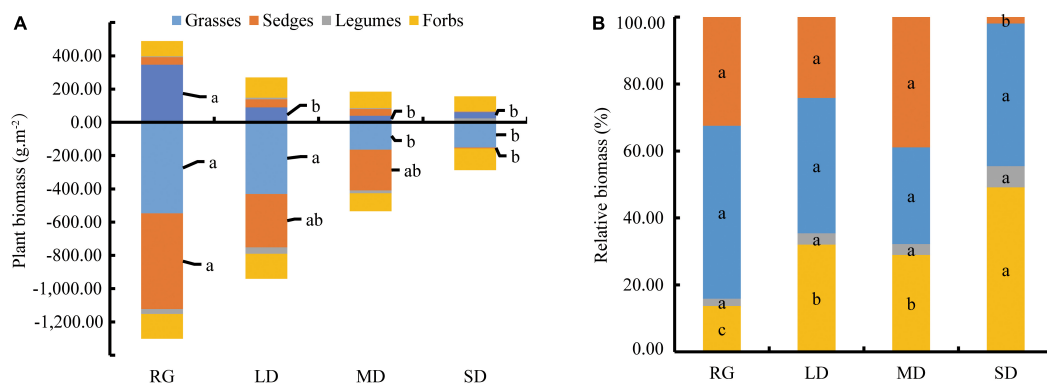 A
Grasses Sedges Legumes Forbs
Plant biomass (g.m-2)
400.00
200.00
0.00
-200.00
-400.00
-600.00
-800.00
-1,000.00
-1,200.00
a
a
a
b
a
ab
b
b
ab
b
b
b
RG LD MD SD
B
Relative biomass (%)
100.00
80.00
60.00
40.00
20.00
0.00
a a a b
a a a a
a a a a
c b b a
RG LD MD SD